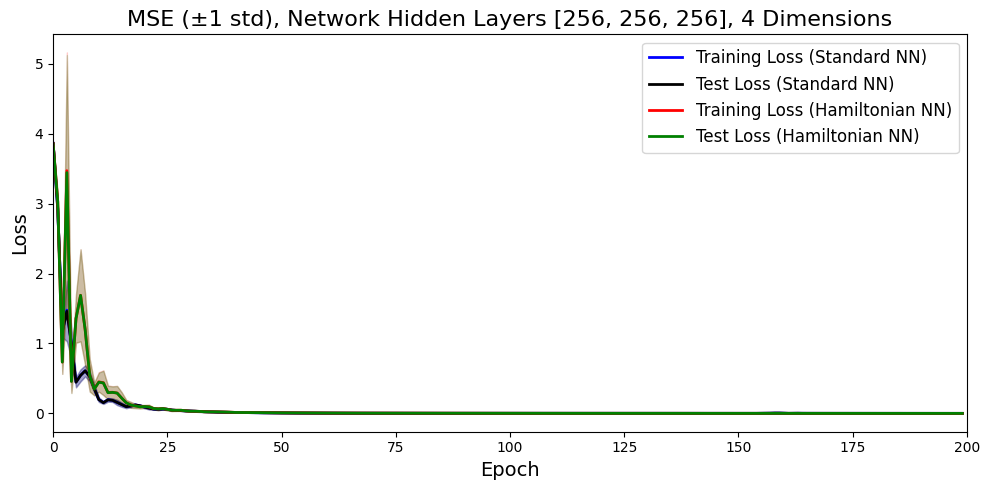 MSE (±1 std), Network Hidden Layers [256, 256, 256], 4 Dimensions
Loss
5
4
3
2
1
0
Training Loss (Standard NN)
Test Loss (Standard NN)
Training Loss (Hamiltonian NN)
Test Loss (Hamiltonian NN)
0 25 50 75 100 125 150 175 200
Epoch